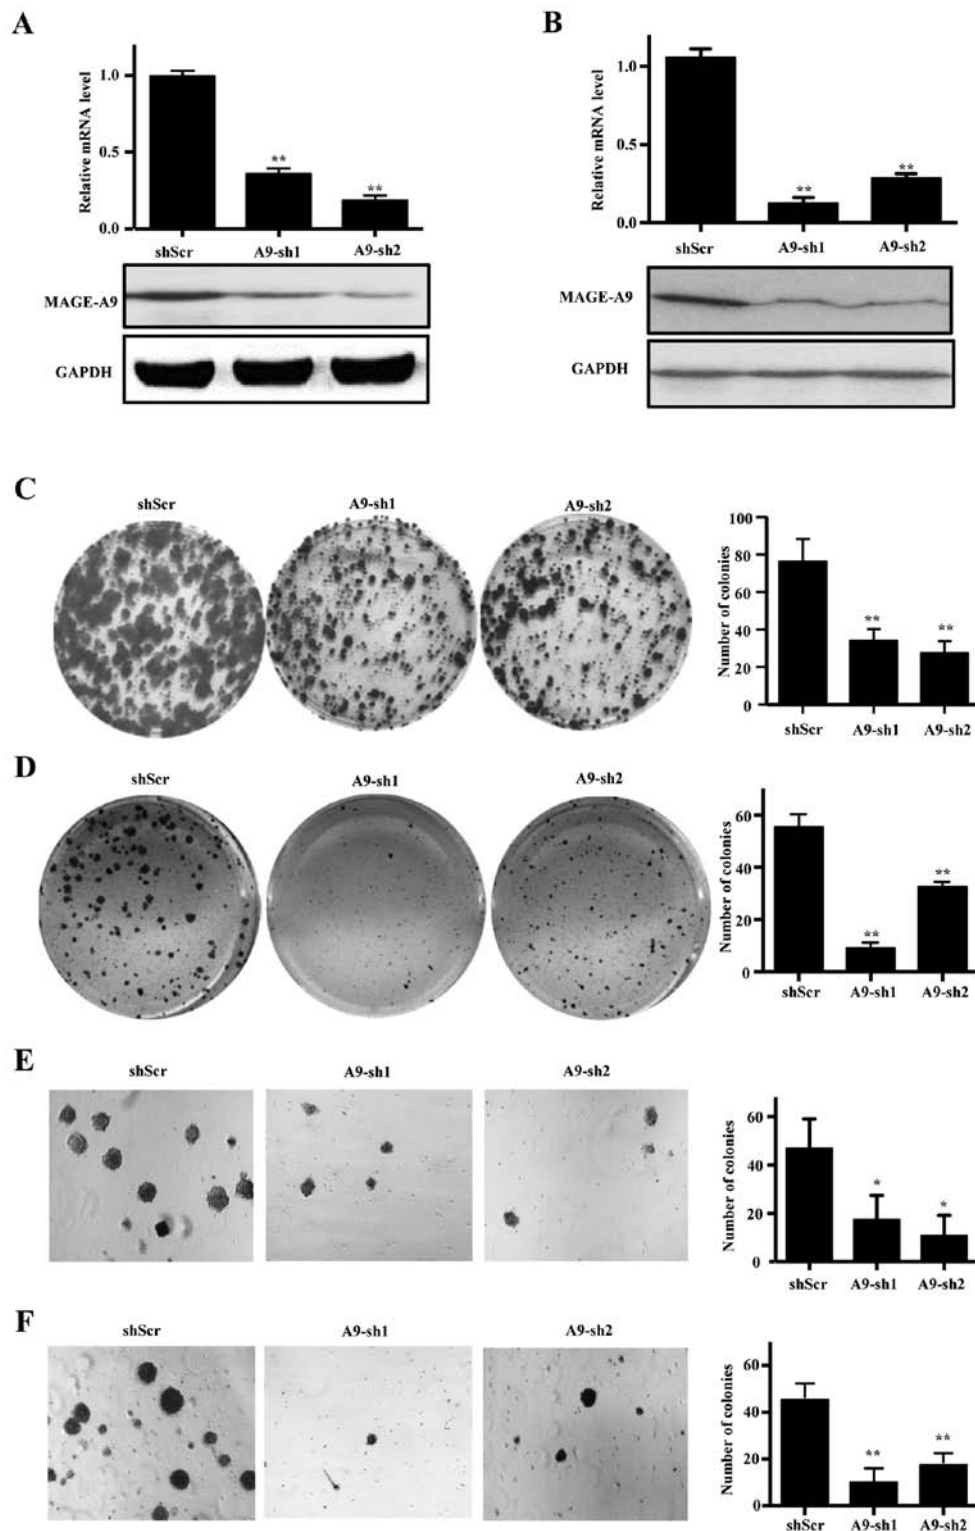 A
B
Relative mRNA level
1.0
0.5
0.0
**
**
shScr
A9-sh1
A9-sh2
MAGE-A9
GAPDH
Relative mRNA level
1.0
0.5
0.0
**
**
shScr
A9-sh1
A9-sh2
MAGE-A9
GAPDH
C
shScr
A9-sh1
A9-sh2
Number of colonies
100
80
60
40
20
0
**
**
shScr
A9-sh1
A9-sh2
D
shScr
A9-sh1
A9-sh2
Number of colonies
60
40
20
0
**
**
shScr
A9-sh1
A9-sh2
E
shScr
A9-sh1
A9-sh2
Number of colonies
60
40
20
0
*
*
shScr
A9-sh1
A9-sh2
F
shScr
A9-sh1
A9-sh2
Number of colonies
60
40
20
0
**
**
shScr
A9-sh1
A9-sh2